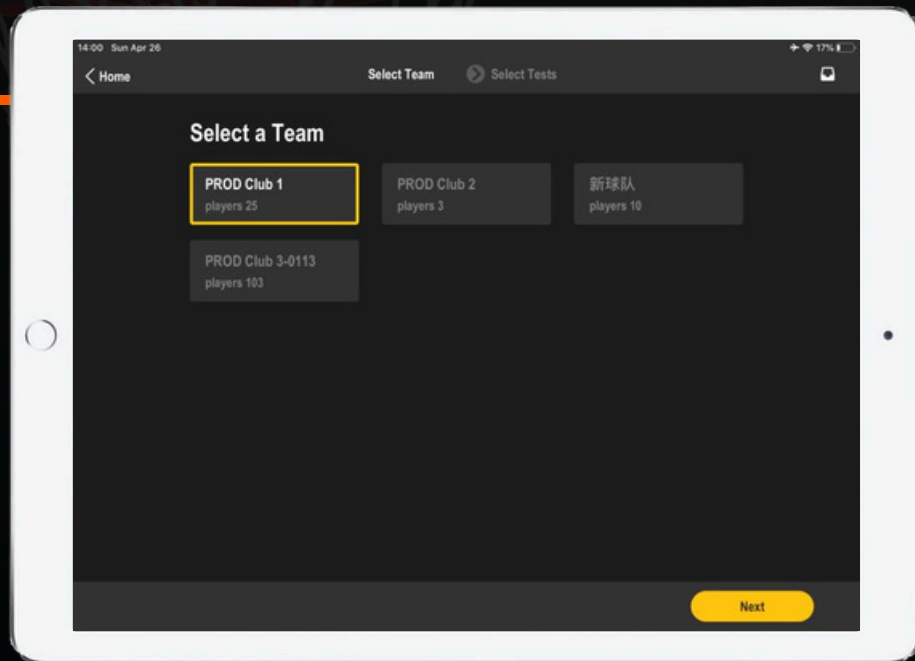 14:00 Sun Apr 26
17%
Home
Select Team
Select Tests
Select a Team
PROD Club 1
players 25
PROD Club 2
players 3
新球队
players 10
PROD Club 3-0113
players 103
Next